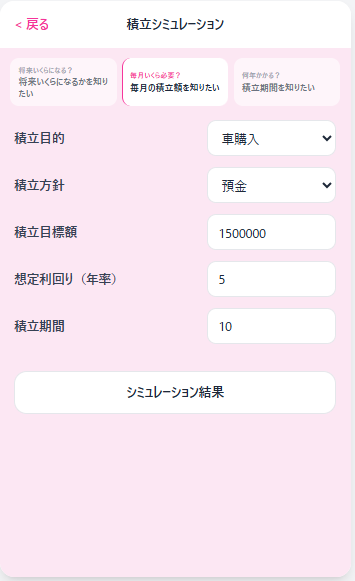 < 戻る
積立シミュレーション
将来いくらになる？
将来いくらになるかを知り
たい
毎月いくら必要？
毎月の積立額を知りたい
何年かかる？
積立期間を知りたい
積立目的
車購入
積立方針
預金
積立目標額
1500000
想定利回り（年率）
5
積立期間
10
シミュレーション結果